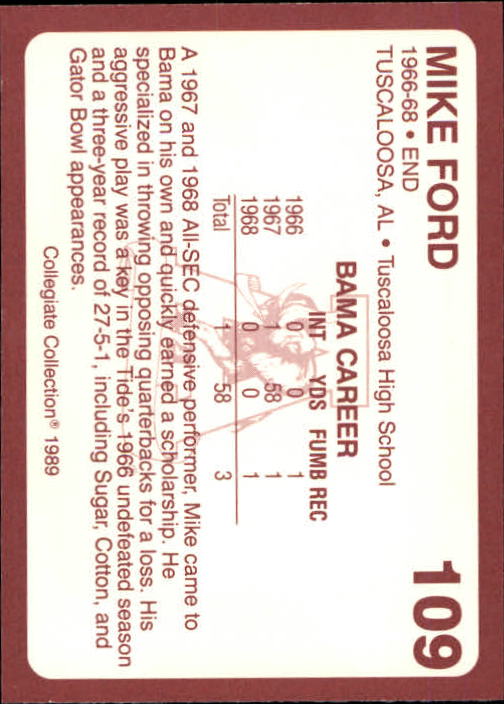 MIKE FORD 109
1966-68 • END
TUSCALOOSA, AL • Tuscaloosa High School
BAMA CAREER
INT YDS FUMB REC
1966 0 0 1
1967 1 58 1
1968 0 0 1
Total 1 58 3
A 1967 and 1968 All-SEC defensive performer, Mike came to
Bama on his own and quickly earned a scholarship. He
specialized in throwing opposing quarterbacks for a loss. His
aggressive play was a key in the Tide's 1966 undefeated season
and a three-year record of 27-5-1, including Sugar, Cotton, and
Gator Bowl appearances.
Collegiate Collection® 1989